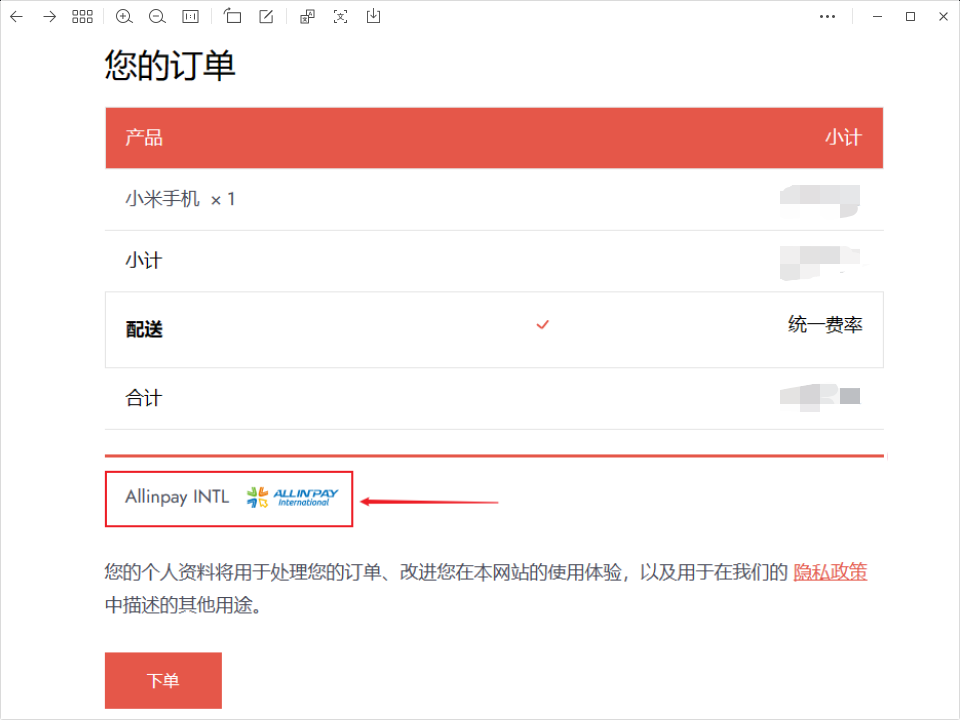 您的订单
产品 小计
小米手机 × 1
小计
配送 统一费率
合计
Allinpay INTL ALLINPAY International
您的个人资料将用于处理您的订单、改进您在本网站的使用体验，以及用于在我们的 隐私政策
中描述的其他用途。
下单